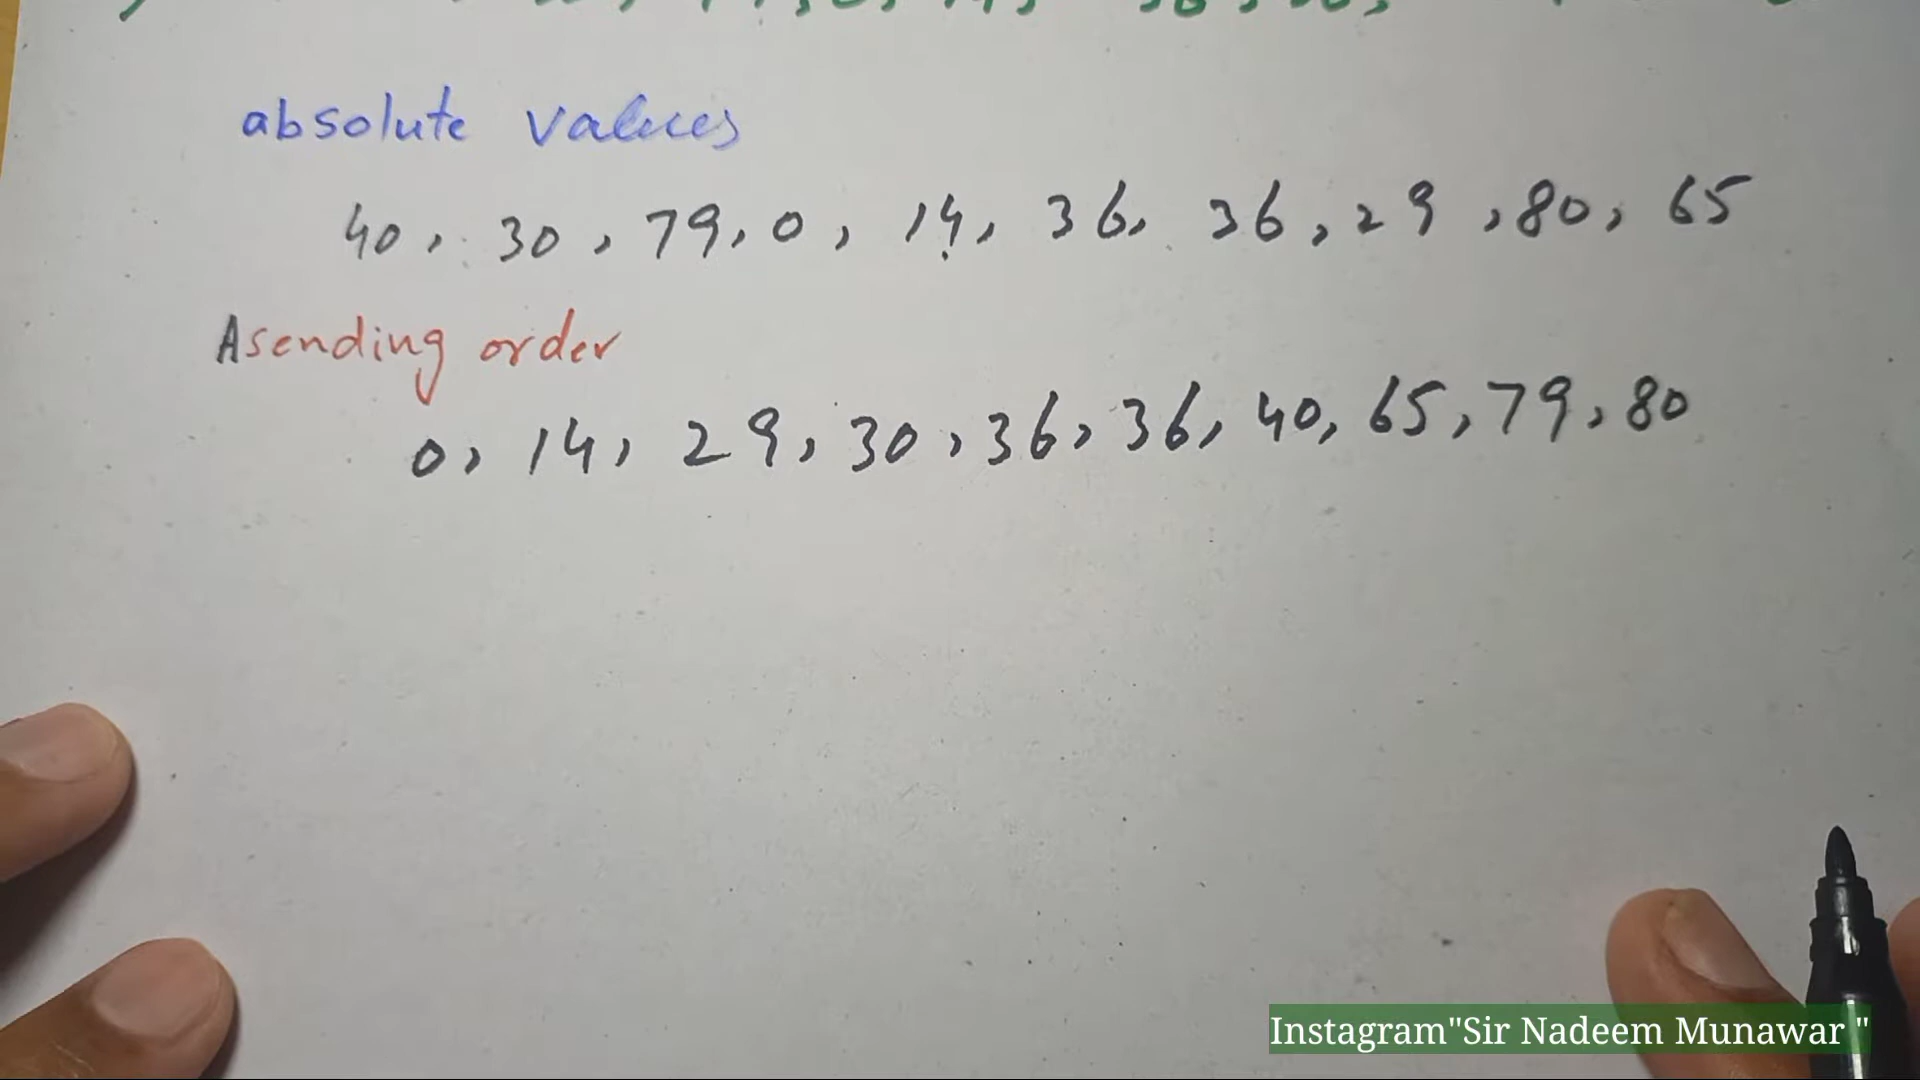 absolute values
40, 30, 79, 0, 14, 36, 36, 29, 80, 65
Asending order
0, 14, 29, 30, 36, 36, 40, 65, 79, 80
Instagram"Sir Nadeem Munawar "